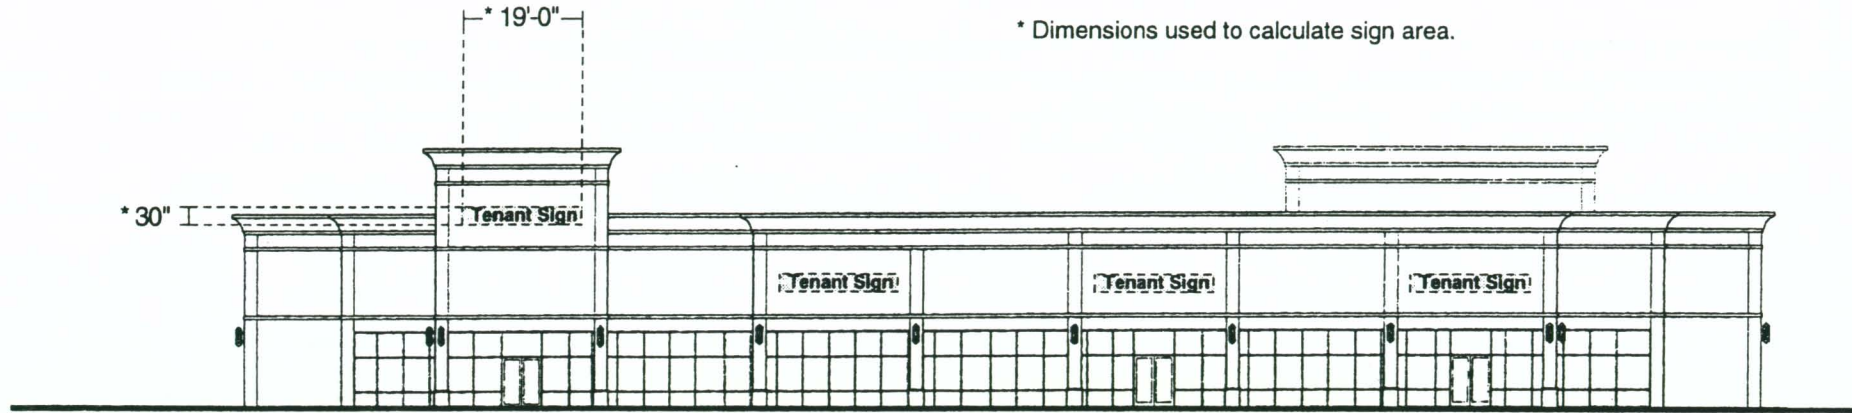 * 19'-0"
* Dimensions used to calculate sign area.
* 30"
Tenant Sign
Tenant Sign
Tenant Sign
Tenant Sign